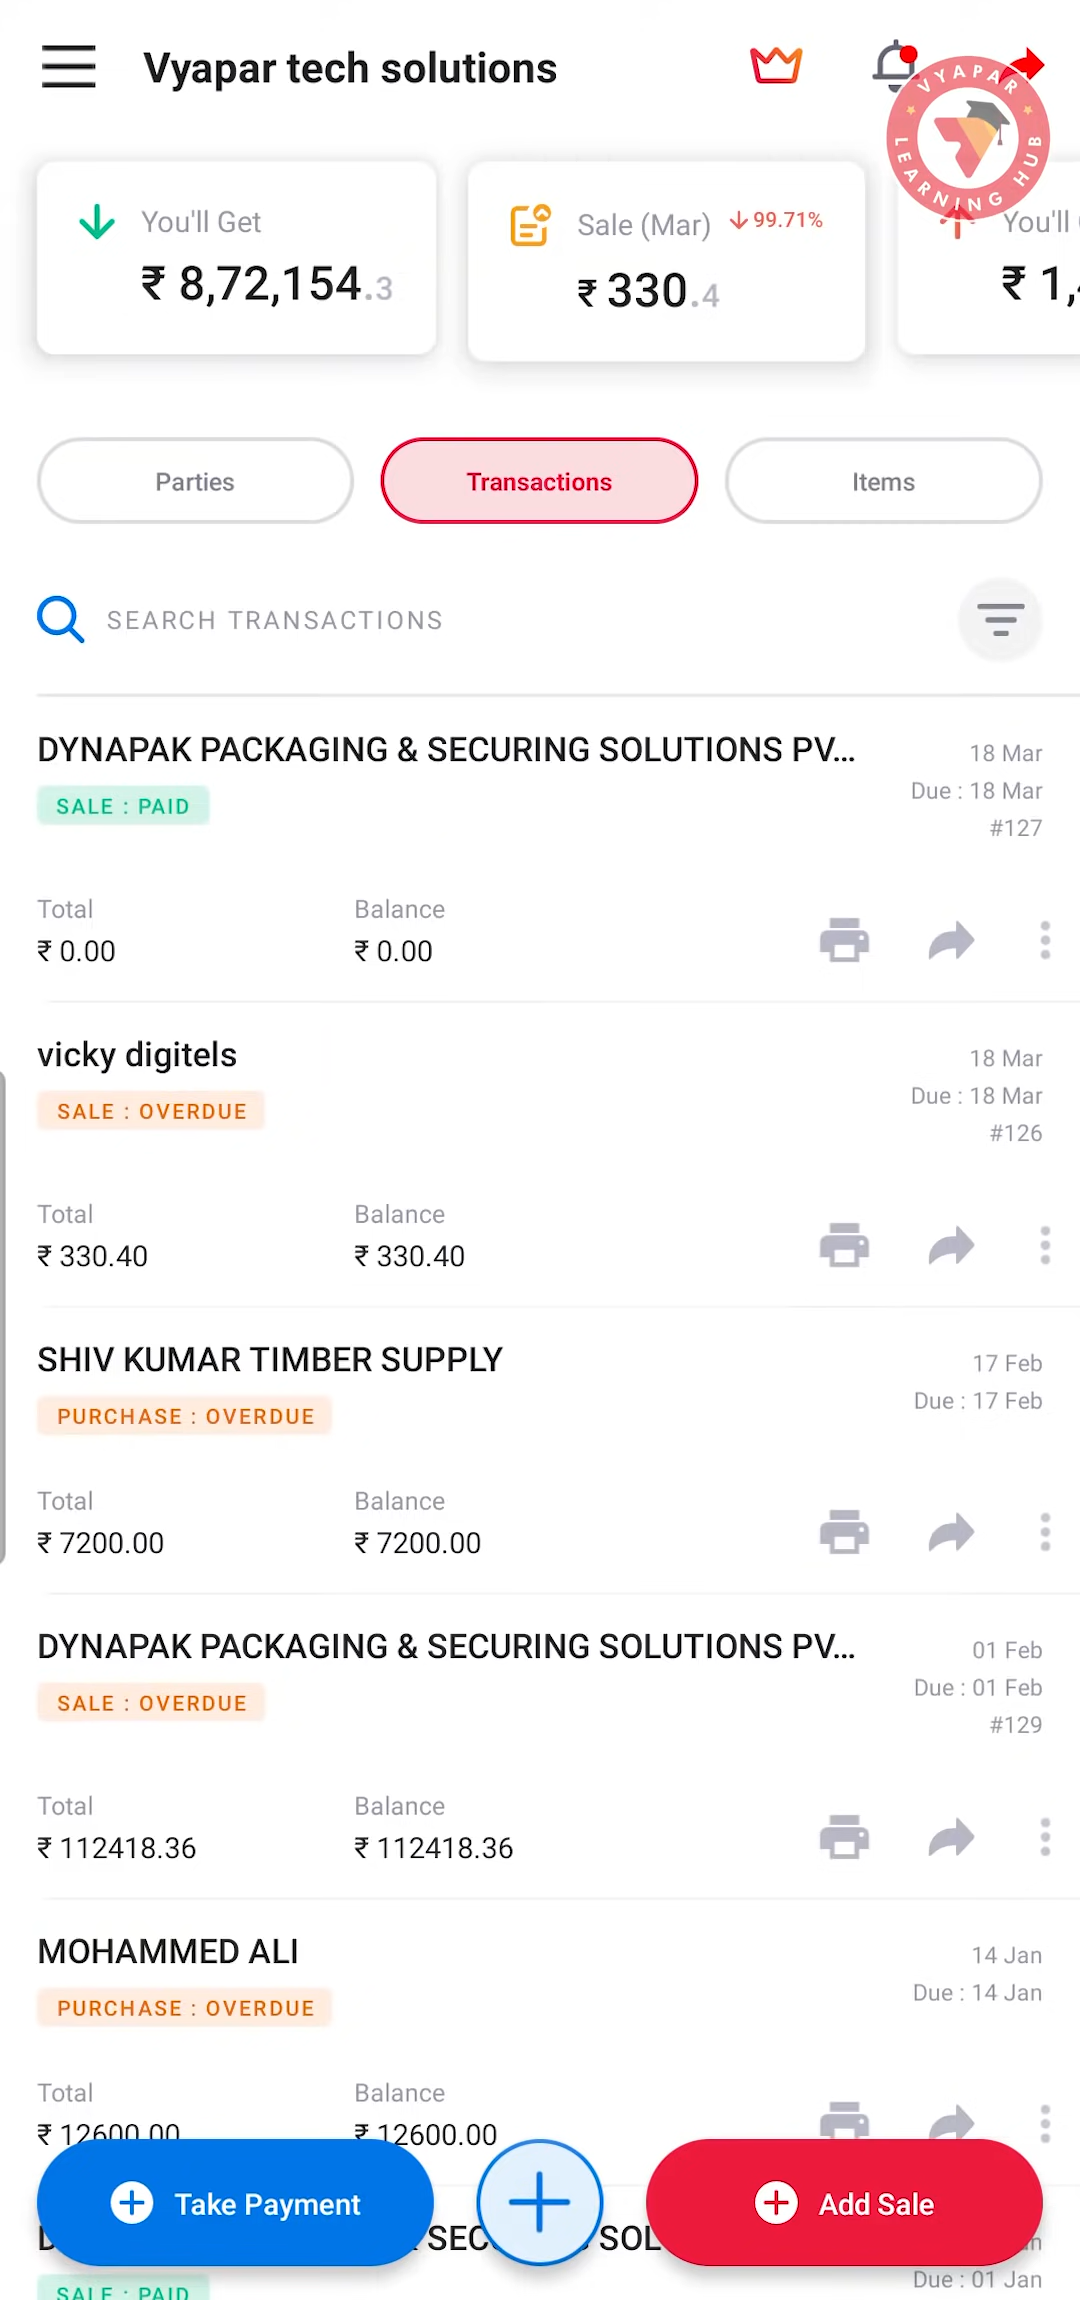 Vyapar tech solutions
VYAPAR
LEARNING HUB
You'll Get
₹ 8,72,154.3
Sale (Mar) 99.71%
₹ 330.4
You'll
₹ 1,
Parties
Transactions
Items
SEARCH TRANSACTIONS
DYNAPAK PACKAGING & SECURING SOLUTIONS PV...
18 Mar
SALE : PAID
Due : 18 Mar
#127
Total
Balance
₹ 0.00
₹ 0.00
vicky digitels
18 Mar
SALE : OVERDUE
Due : 18 Mar
#126
Total
Balance
₹ 330.40
₹ 330.40
SHIV KUMAR TIMBER SUPPLY
17 Feb
PURCHASE : OVERDUE
Due : 17 Feb
Total
Balance
₹ 7200.00
₹ 7200.00
DYNAPAK PACKAGING & SECURING SOLUTIONS PV...
01 Feb
SALE : OVERDUE
Due : 01 Feb
#129
Total
Balance
₹ 112418.36
₹ 112418.36
MOHAMMED ALI
14 Jan
PURCHASE : OVERDUE
Due : 14 Jan
Total
Balance
₹ 12600.00
₹ 12600.00
Take Payment
Add Sale
SALE : PAID
Due : 01 Jan